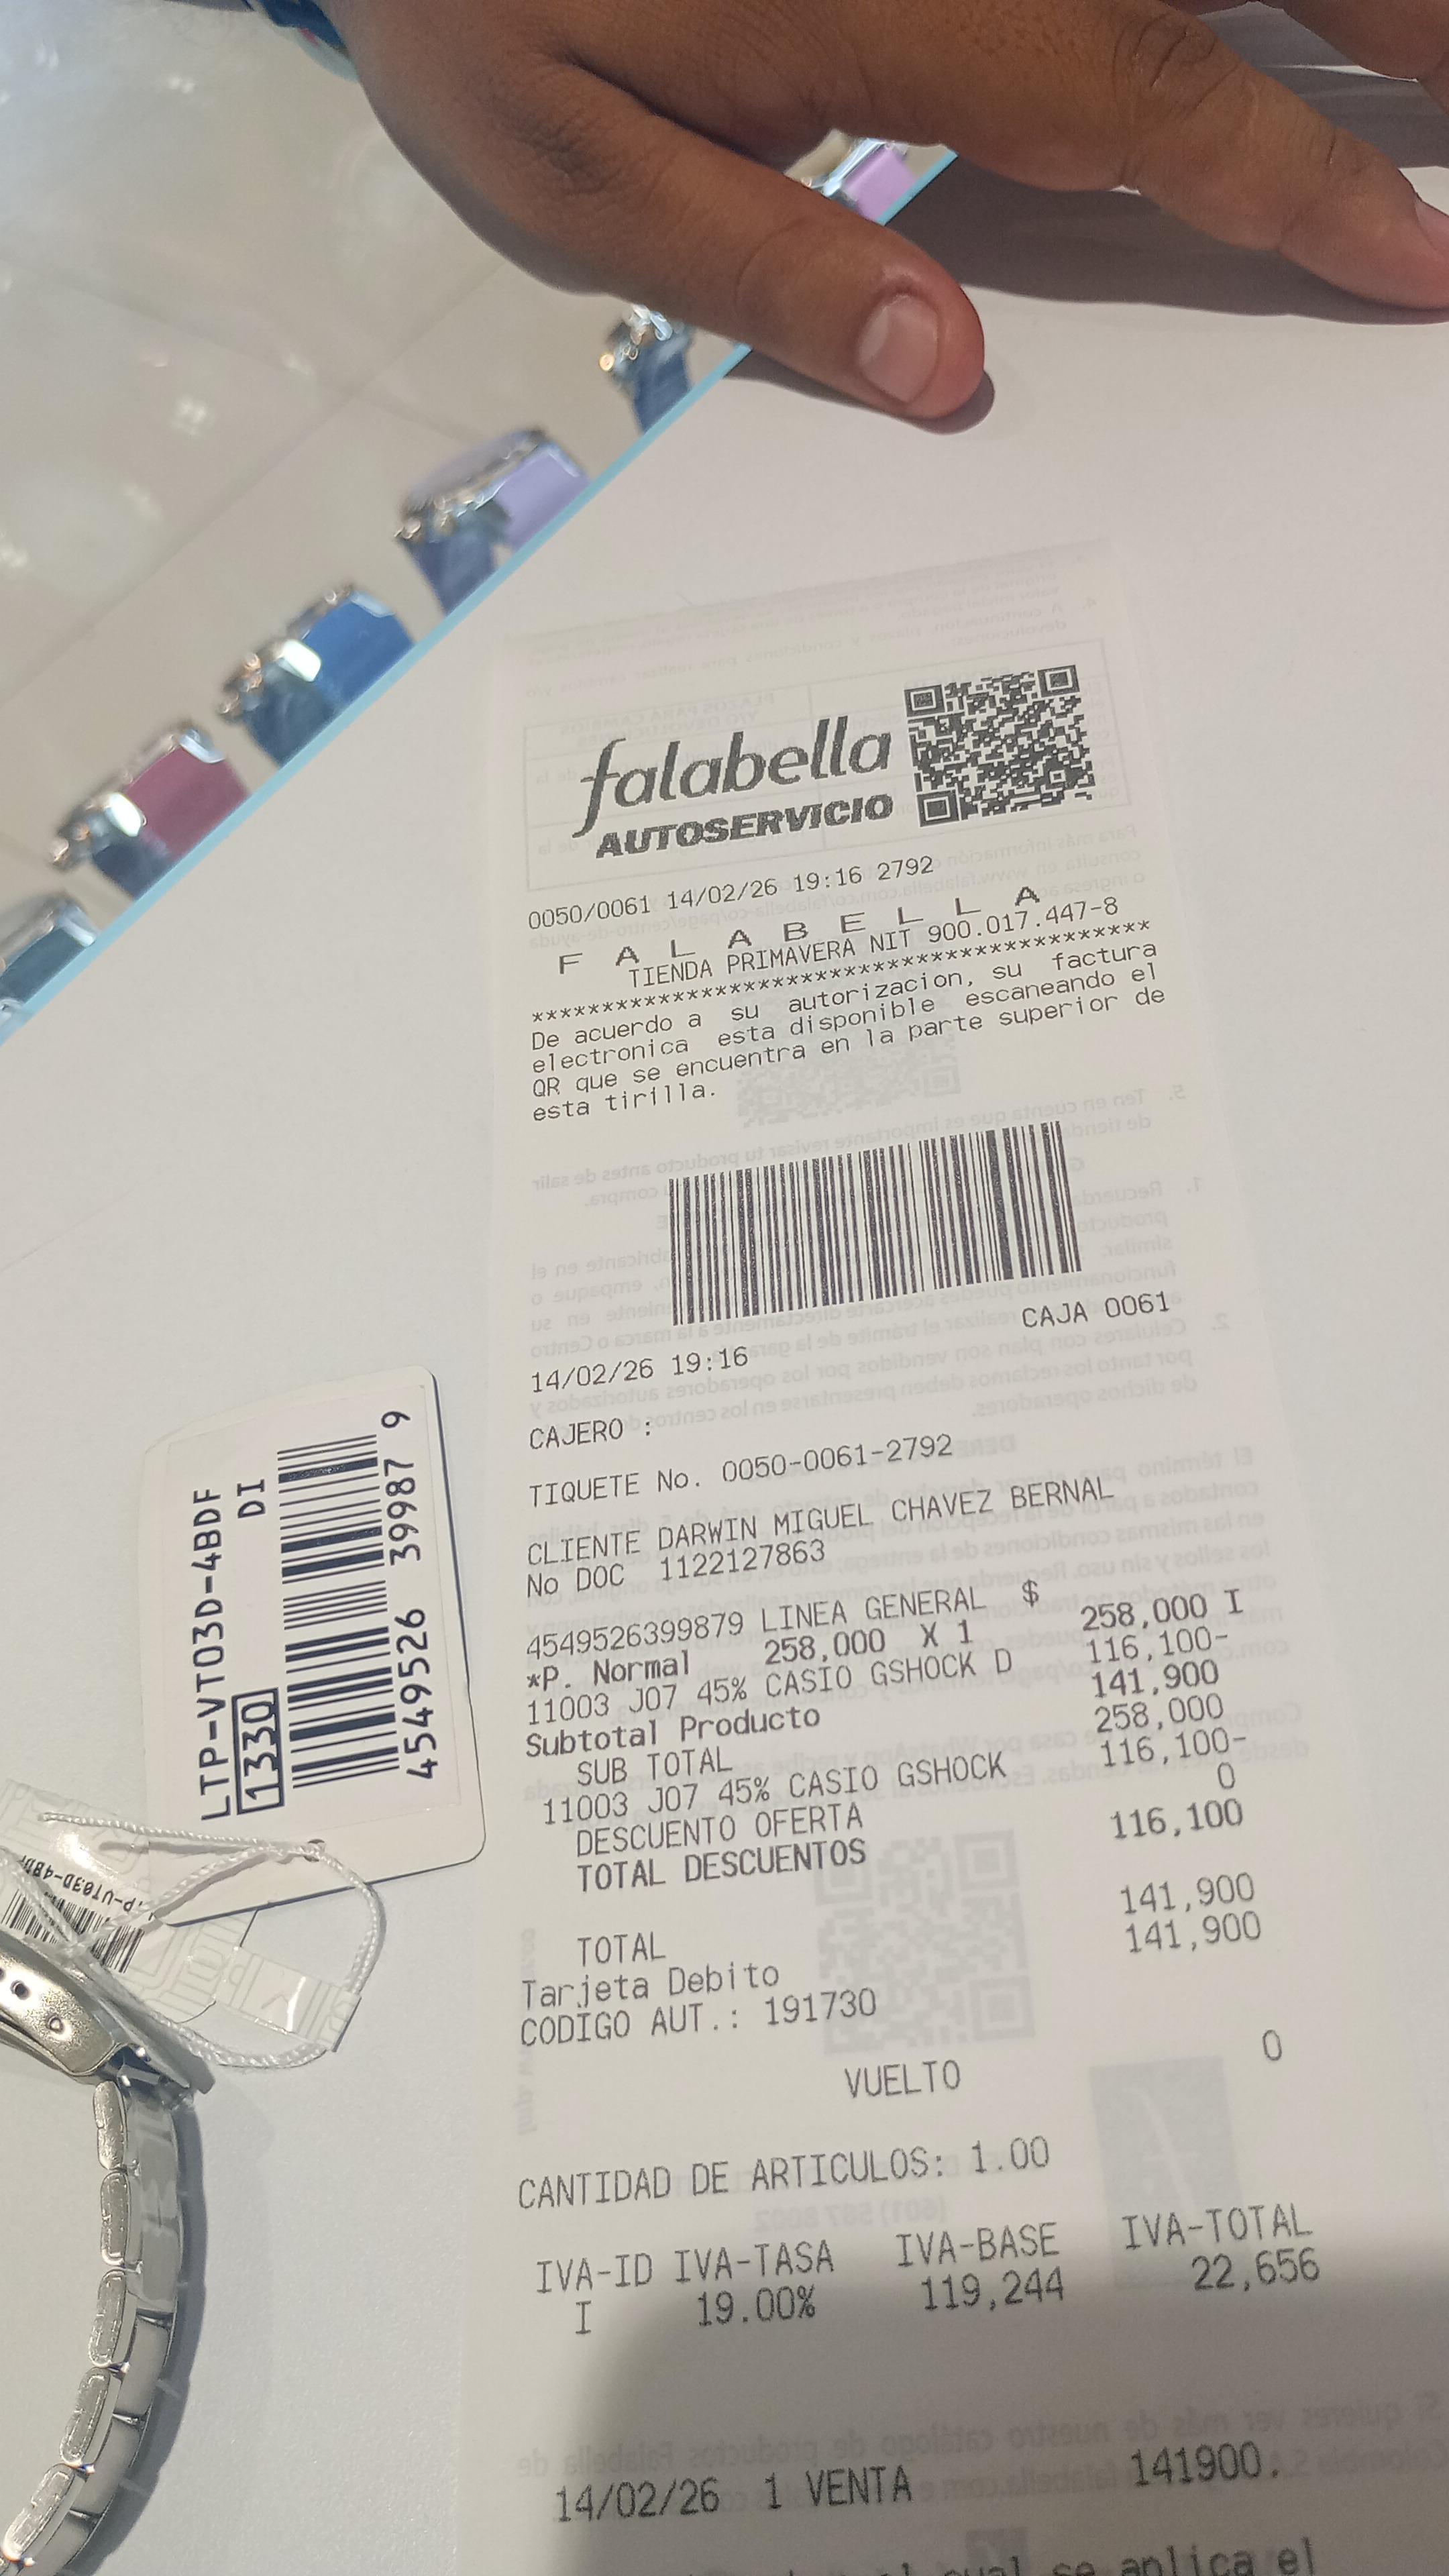 falabella
AUTOSERVICIO
0050/0061 14/02/26 19:16 2792
F A L A B E L L A
TIENDA PRIMAVERA NIT 900.017.447-8
****************************************
De acuerdo a su autorizacion, su factura
electronica esta disponible escaneando el
QR que se encuentra en la parte superior de
esta tirilla.
CAJA 0061
14/02/26 19:16
CAJERO :
TIQUETE No. 0050-0061-2792
CLIENTE DARWIN MIGUEL CHAVEZ BERNAL
No DOC 1122127863
4549526399879 LINEA GENERAL $ 258,000 I
*P. Normal 258,000 X 1
11003 J07 45% CASIO GSHOCK D 116,100-
Subtotal Producto 141,900
SUB TOTAL 258,000
11003 J07 45% CASIO GSHOCK 116,100-
DESCUENTO OFERTA 0
TOTAL DESCUENTOS 116,100
TOTAL 141,900
Tarjeta Debito 141,900
CODIGO AUT.: 191730
VUELTO 0
CANTIDAD DE ARTICULOS: 1.00
IVA-ID IVA-TASA IVA-BASE IVA-TOTAL
I 19.00% 119,244 22,656
14/02/26 1 VENTA 141900.
cual se aplica el
LTP-VT03D-4BDF
DI
1330
4549526 39987 9